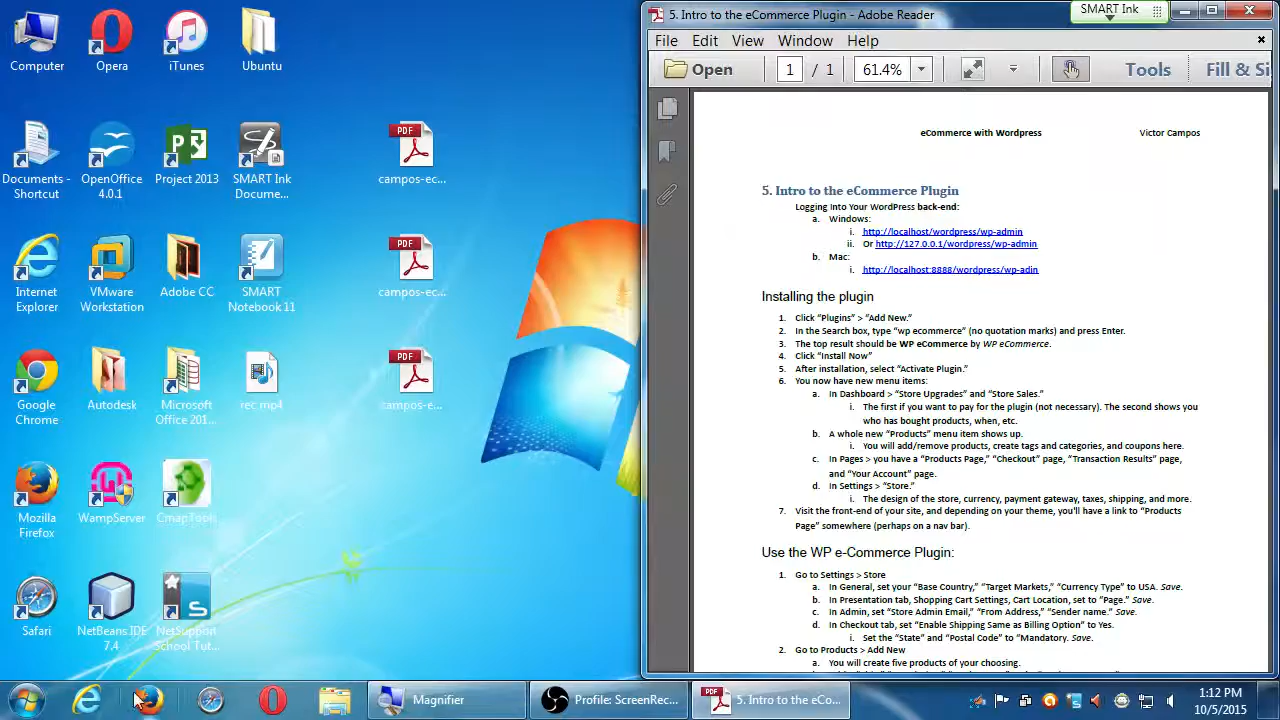 Computer
Opera
iTunes
Ubuntu
Documents - Shortcut
OpenOffice 4.0.1
Project 2013
SMART Ink Docume...
PDF
campos-ec...
Internet Explorer
VMware Workstation
Adobe CC
SMART Notebook 11
PDF
campos-ec...
Google Chrome
Autodesk
Microsoft Office 201...
rec.mp4
PDF
campos-e...
Mozilla Firefox
WampServer
CmapTools
Safari
NetBeans IDE 7.4
NetSupport School Tut...
5. Intro to the eCommerce Plugin - Adobe Reader
SMART Ink
File Edit View Window Help
Open 1 / 1 61.4% Tools Fill & Si
eCommerce with Wordpress Victor Campos
5. Intro to the eCommerce Plugin
Logging Into Your WordPress back-end:
a. Windows:
i. http://localhost/wordpress/wp-admin
ii. Or http://127.0.0.1/wordpress/wp-admin
b. Mac:
i. http://localhost:8888/wordpress/wp-adin
Installing the plugin
1. Click “Plugins” > “Add New.”
2. In the Search box, type “wp ecommerce” (no quotation marks) and press Enter.
3. The top result should be WP eCommerce by WP eCommerce.
4. Click “Install Now”
5. After installation, select “Activate Plugin.”
6. You now have new menu items:
a. In Dashboard > “Store Upgrades” and “Store Sales.”
i. The first if you want to pay for the plugin (not necessary). The second shows you
who has bought products, when, etc.
b. A whole new “Products” menu item shows up.
i. You will add/remove products, create tags and categories, and coupons here.
c. In Pages > you have a “Products Page,” “Checkout” page, “Transaction Results” page,
and “Your Account” page.
d. In Settings > “Store.”
i. The design of the store, currency, payment gateway, taxes, shipping, and more.
7. Visit the front-end of your site, and depending on your theme, you'll have a link to “Products
Page” somewhere (perhaps on a nav bar).
Use the WP e-Commerce Plugin:
1. Go to Settings > Store
a. In General, set your “Base Country,” “Target Markets,” “Currency Type” to USA. Save.
b. In Presentation tab, Shopping Cart Settings, Cart Location, set to “Page.” Save.
c. In Admin, set “Store Admin Email,” “From Address,” “Sender name.” Save.
d. In Checkout tab, set “Enable Shipping Same as Billing Option” to Yes.
i. Set the “State” and “Postal Code” to “Mandatory. Save.
2. Go to Products > Add New
a. You will create five products of your choosing.
Magnifier
Profile: ScreenRec...
PDF
5. Intro to the eCo...
1:12 PM
10/5/2015